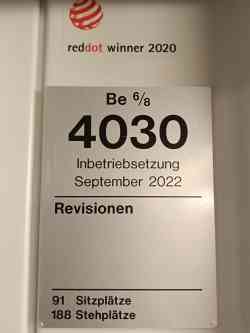 reddot winner 2020
Be 6/8
4030
Inbetriebsetzung
September 2022
Revisionen
91 Sitzplätze
188 Stehplätze